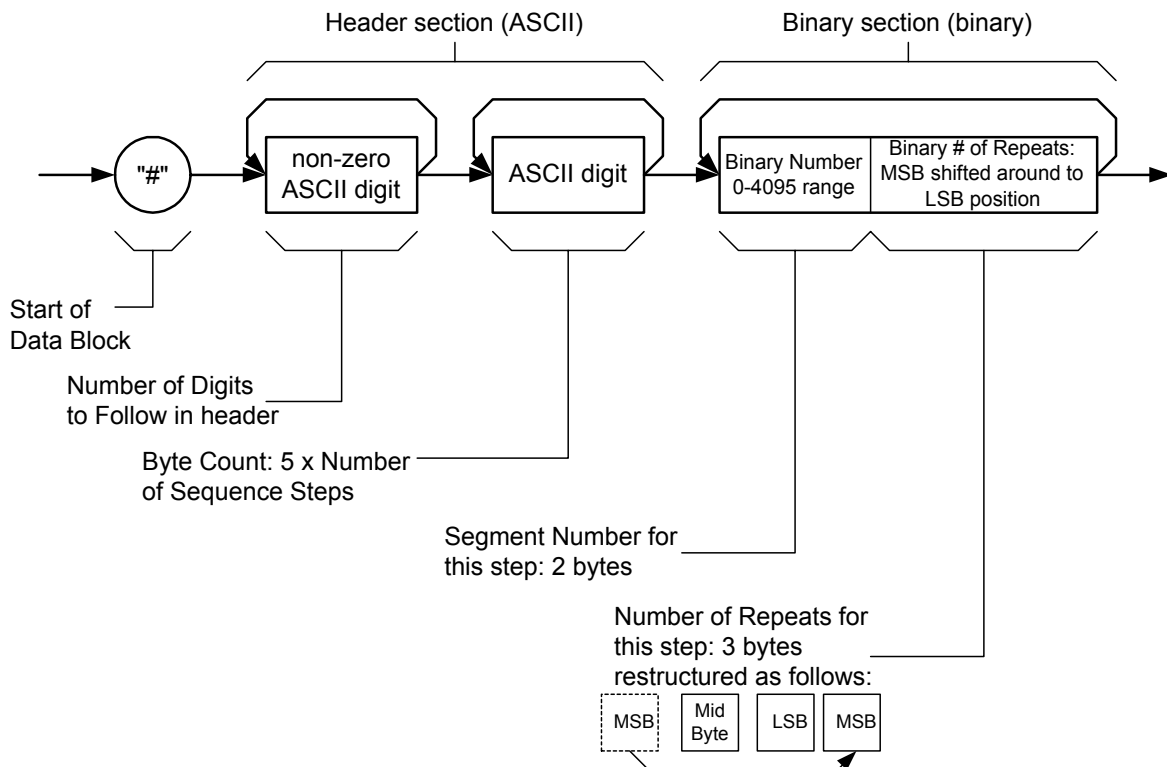 Header section (ASCII)
Binary section (binary)
"#"
non-zero
ASCII digit
ASCII digit
Binary Number
0-4095 range
Binary # of Repeats:
MSB shifted around to
LSB position
Start of
Data Block
Number of Digits
to Follow in header
Byte Count: 5 x Number
of Sequence Steps
Segment Number for
this step: 2 bytes
Number of Repeats for
this step: 3 bytes
restructured as follows:
MSB
Mid
Byte
LSB
MSB